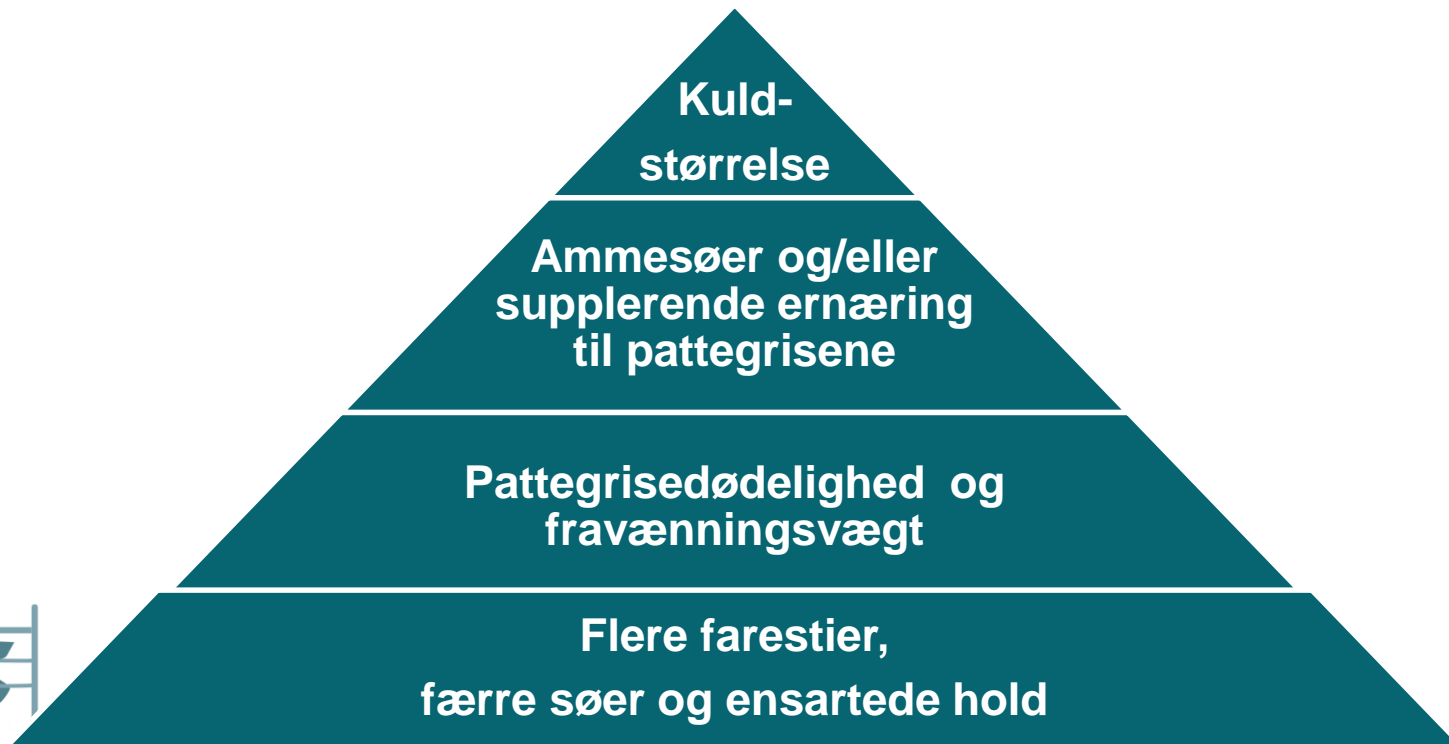 Kuld-
størrelse
Ammesøer og/eller
supplerende ernæring
til pattegrisene
Pattegrisedødelighed og
fravænningsvægt
Flere farestier,
færre søer og ensartede hold